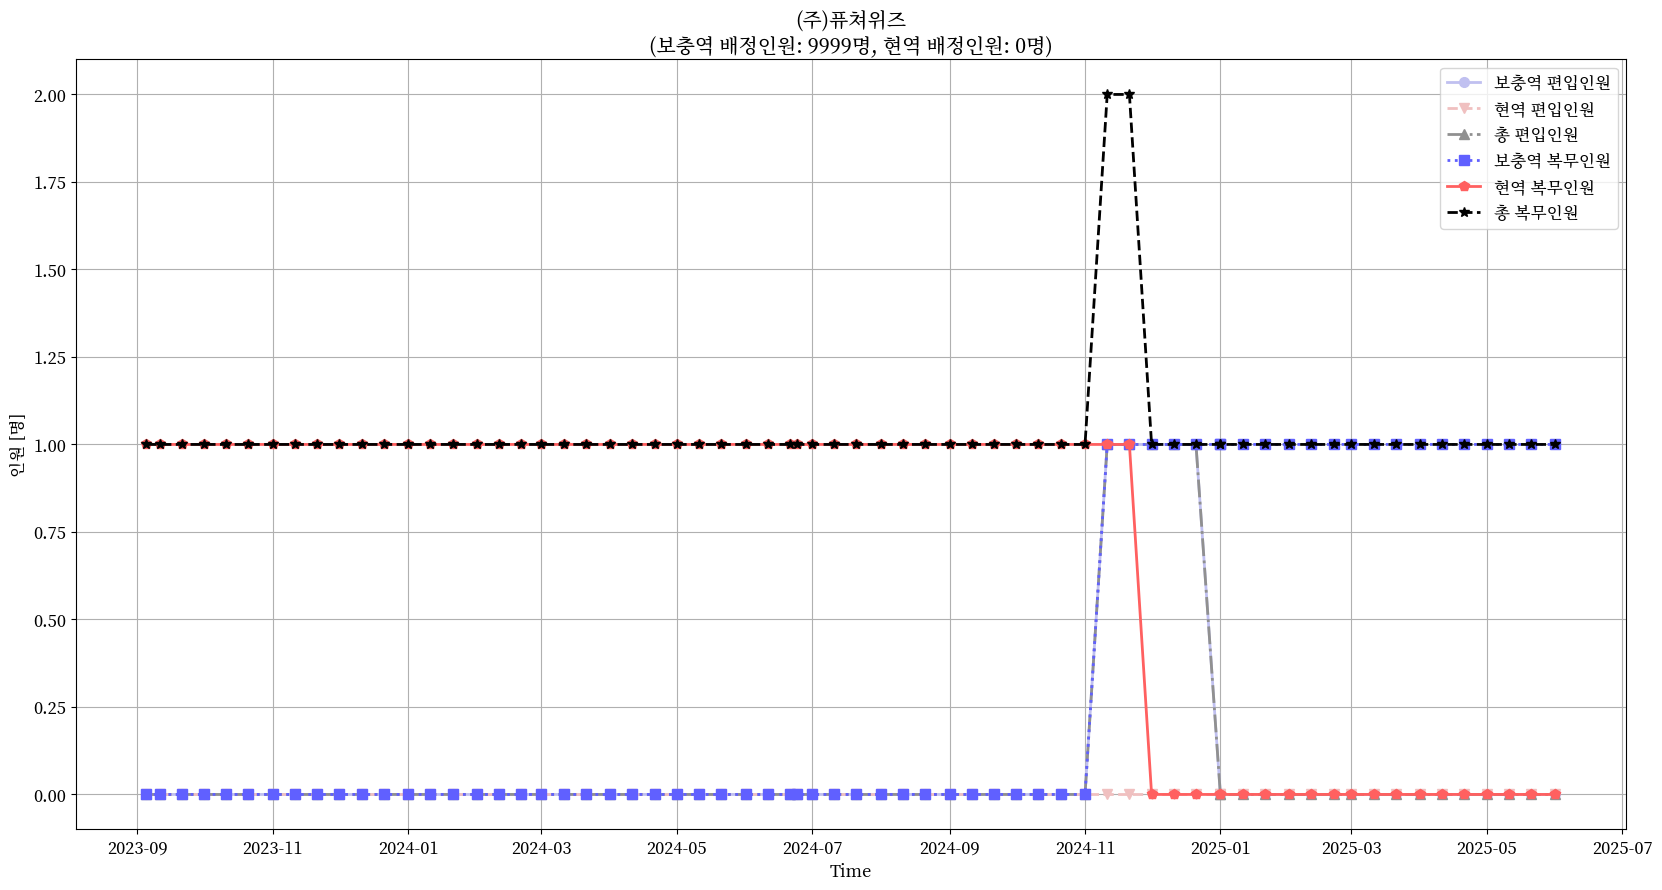 (주)퓨쳐위즈
(보충역 배정인원: 9999명, 현역 배정인원: 0명)
보충역 편입인원
현역 편입인원
총 편입인원
보충역 복무인원
현역 복무인원
총 복무인원
2.00
1.75
1.50
1.25
1.00
0.75
0.50
0.25
0.00
인원 [명]
2023-09 2023-11 2024-01 2024-03 2024-05 2024-07 2024-09 2024-11 2025-01 2025-03 2025-05 2025-07
Time